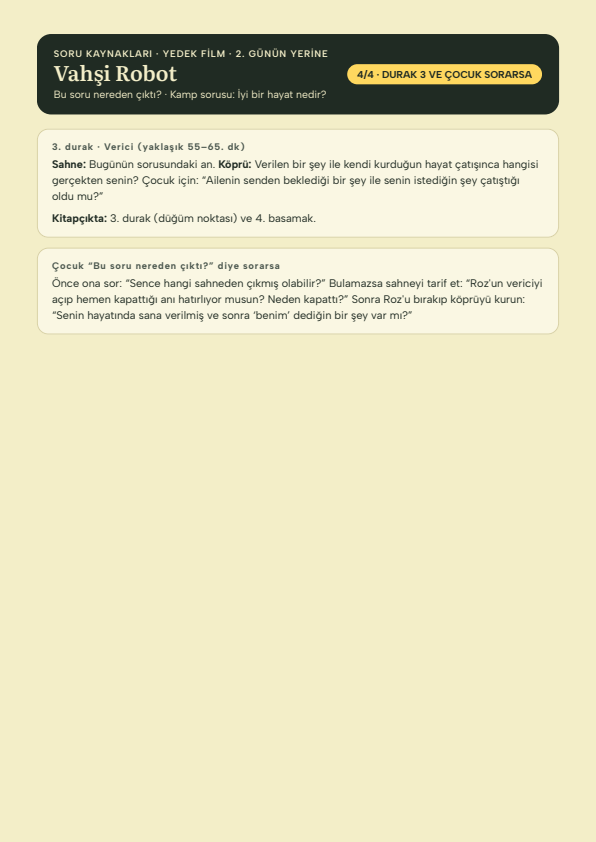 SORU KAYNAKLARI · YEDEK FİLM · 2. GÜNÜN YERİNE
Vahşi Robot
4/4 · DURAK 3 VE ÇOCUK SORARSA
Bu soru nereden çıktı? · Kamp sorusu: İyi bir hayat nedir?
3. durak · Verici (yaklaşık 55–65. dk)
Sahne: Bugünün sorusundaki an. Köprü: Verilen bir şey ile kendi kurduğun hayat çatışınca hangisi
gerçekten senin? Çocuk için: “Ailenin senden beklediği bir şey ile senin istediğin şey çatıştığı
oldu mu?”
Kitapçıkta: 3. durak (düğüm noktası) ve 4. basamak.
Çocuk “Bu soru nereden çıktı?” diye sorarsa
Önce ona sor: “Sence hangi sahneden çıkmış olabilir?” Bulamazsa sahneyi tarif et: “Roz’un vericiyi
açıp hemen kapattığı anı hatırlıyor musun? Neden kapattı?” Sonra Roz’u bırakıp köprüyü kurun:
“Senin hayatında sana verilmiş ve sonra ‘benim’ dediğin bir şey var mı?”